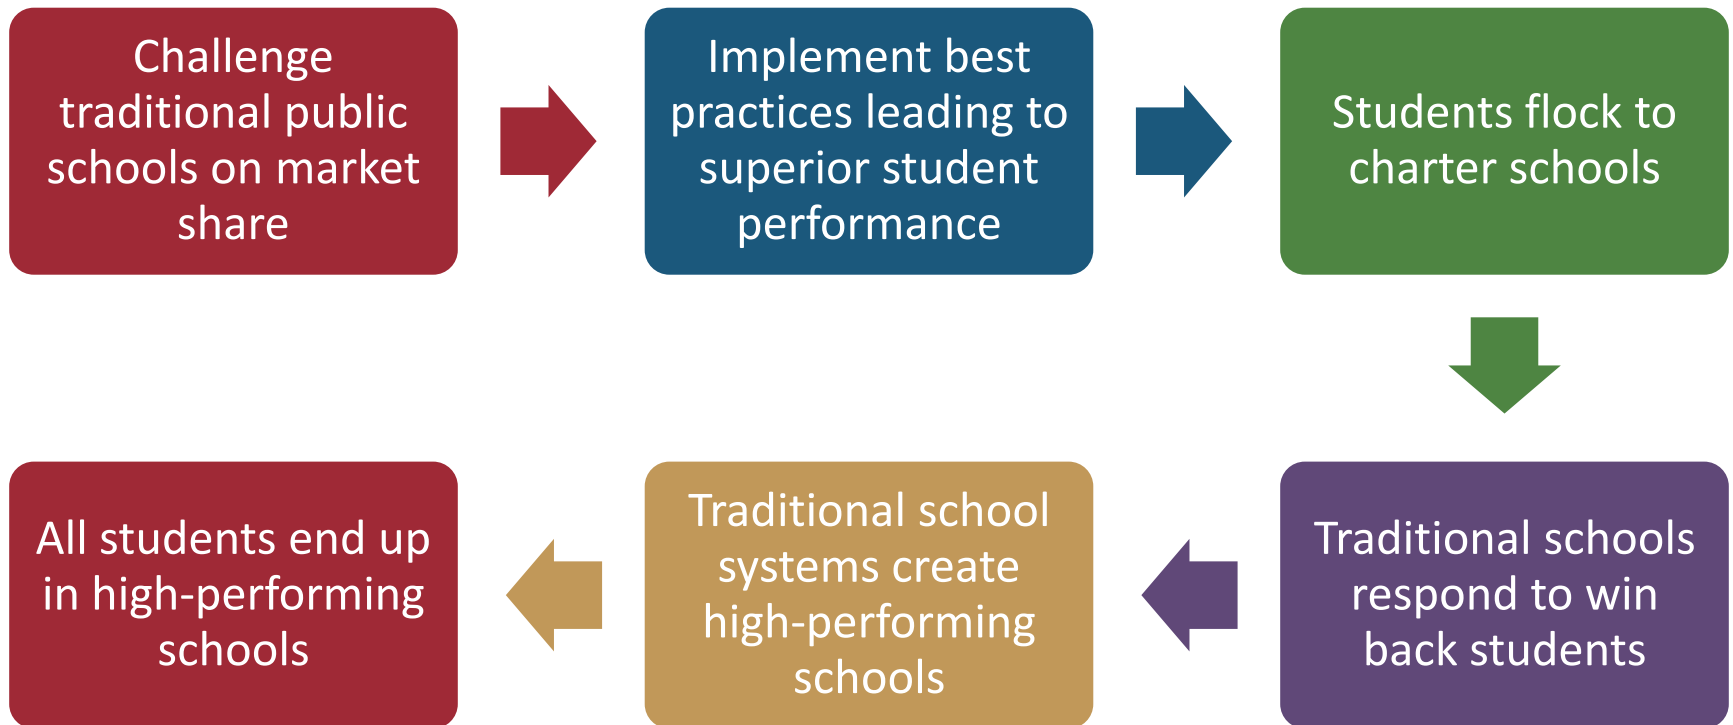 Challenge
traditional public
schools on market
share
Implement best
practices leading to
superior student
performance
Students flock to
charter schools
Traditional schools
respond to win
back students
Traditional school
systems create
high-performing
schools
All students end up
in high-performing
schools